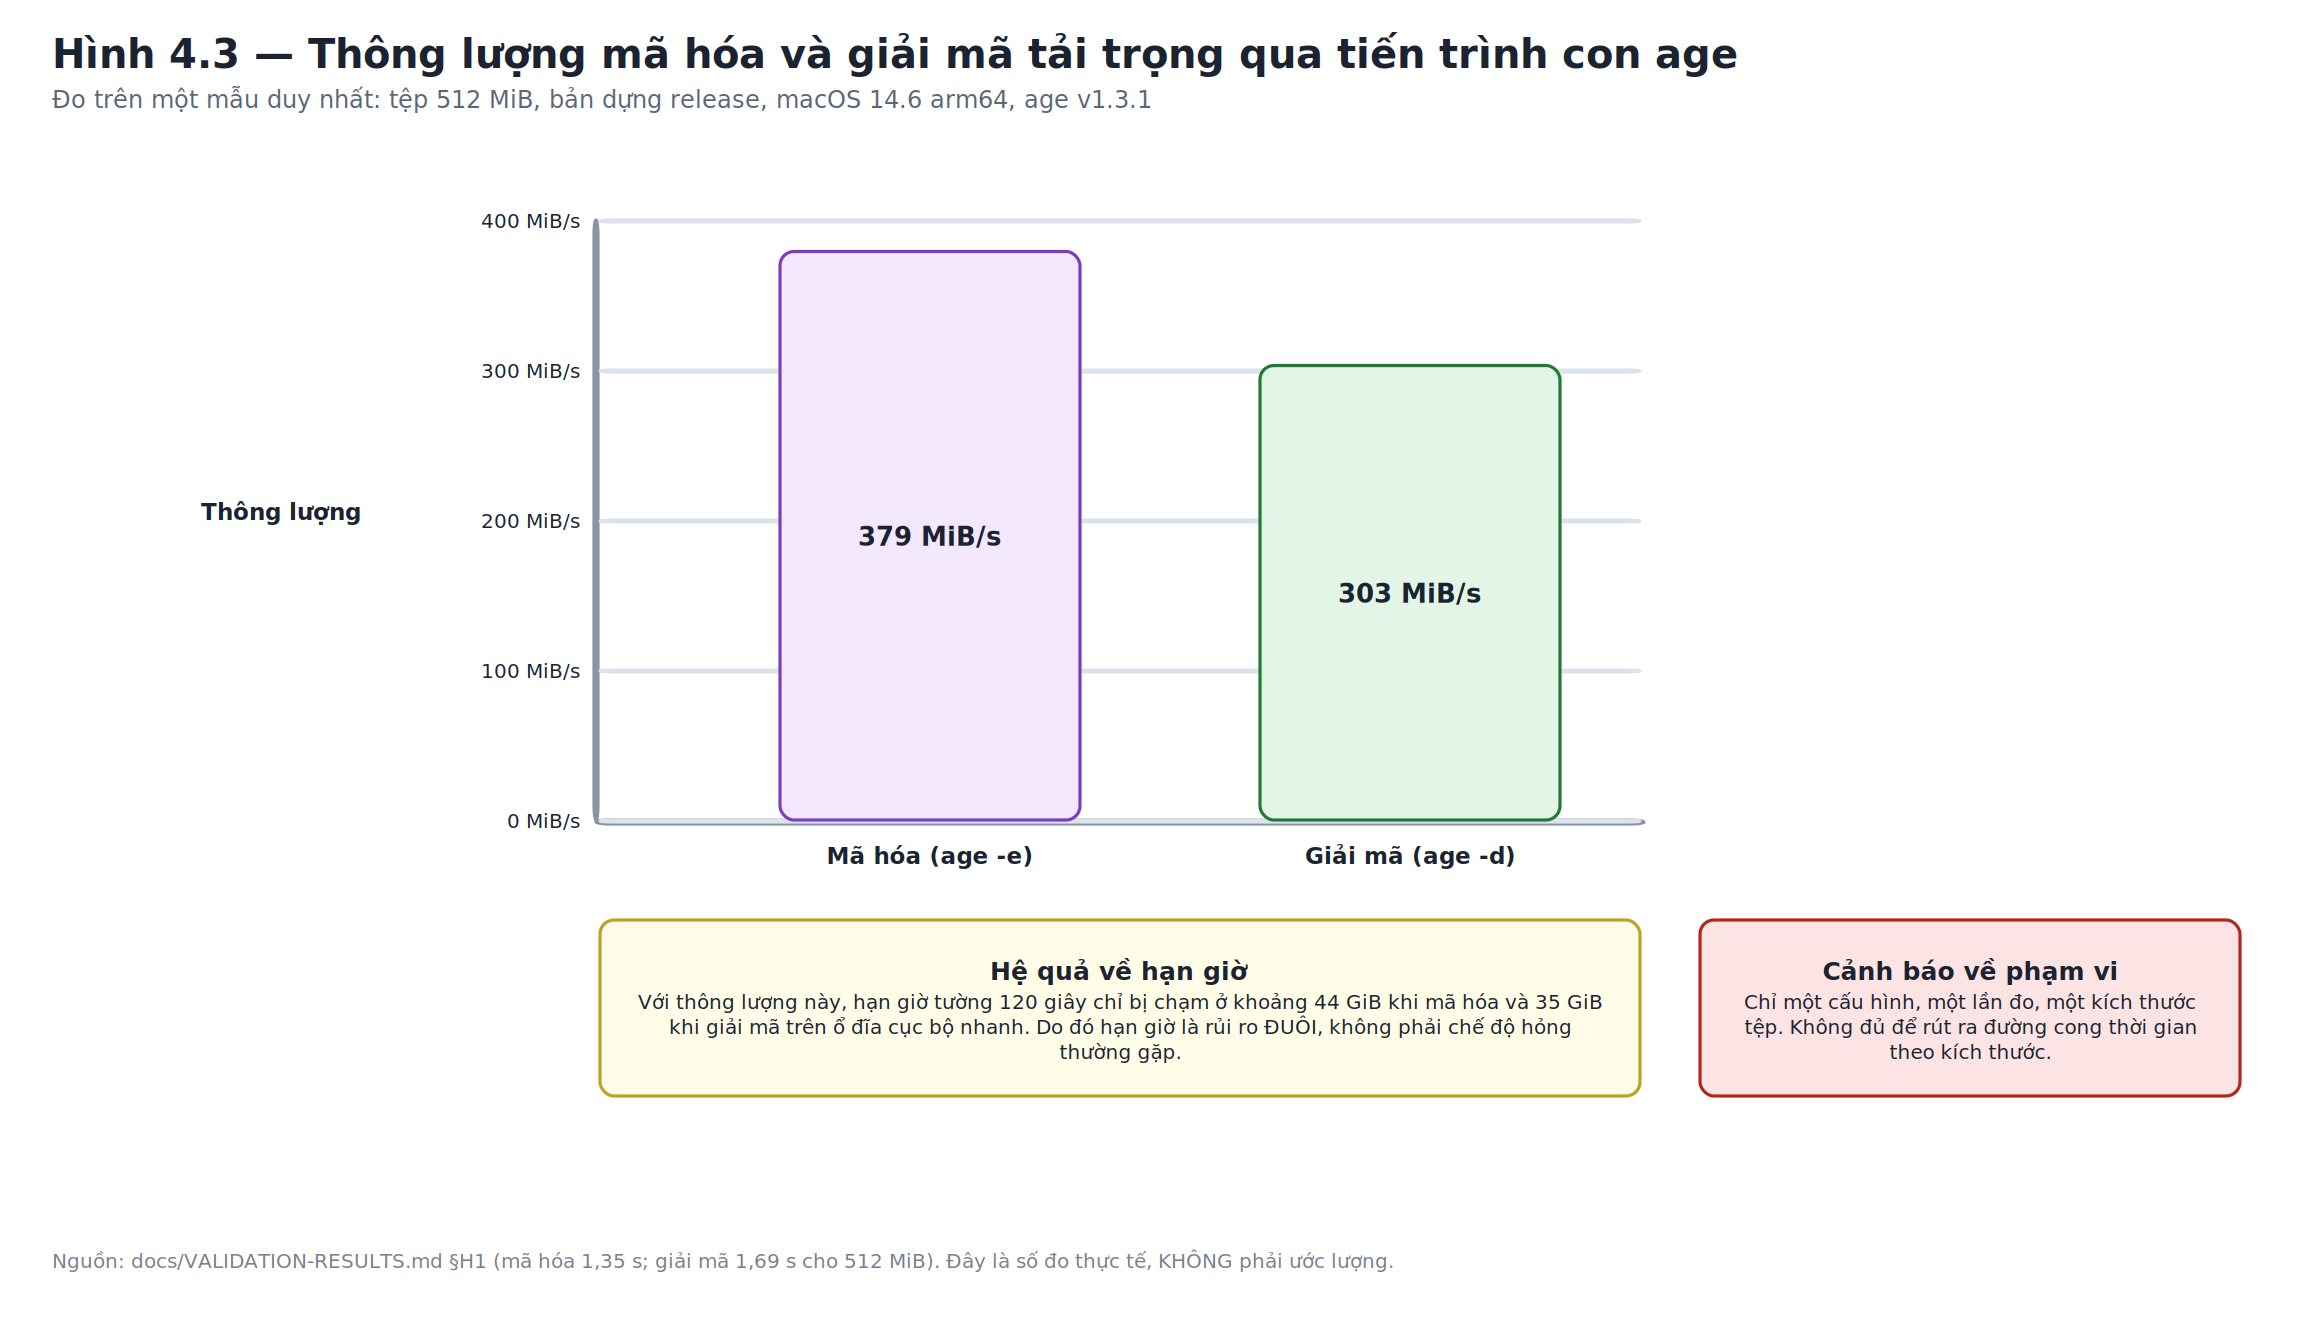 Hình 4.3 — Thông lượng mã hóa và giải mã tải trọng qua tiến trình con age
Đo trên một mẫu duy nhất: tệp 512 MiB, bản dựng release, macOS 14.6 arm64, age v1.3.1
400 MiB/s
300 MiB/s
Thông lượng
200 MiB/s
100 MiB/s
0 MiB/s
379 MiB/s
303 MiB/s
Mã hóa (age -e)
Giải mã (age -d)
Hệ quả về hạn giờ
Với thông lượng này, hạn giờ tường 120 giây chỉ bị chạm ở khoảng 44 GiB khi mã hóa và 35 GiB
khi giải mã trên ổ đĩa cục bộ nhanh. Do đó hạn giờ là rủi ro ĐUÔI, không phải chế độ hỏng
thường gặp.
Cảnh báo về phạm vi
Chỉ một cấu hình, một lần đo, một kích thước
tệp. Không đủ để rút ra đường cong thời gian
theo kích thước.
Nguồn: docs/VALIDATION-RESULTS.md §H1 (mã hóa 1,35 s; giải mã 1,69 s cho 512 MiB). Đây là số đo thực tế, KHÔNG phải ước lượng.